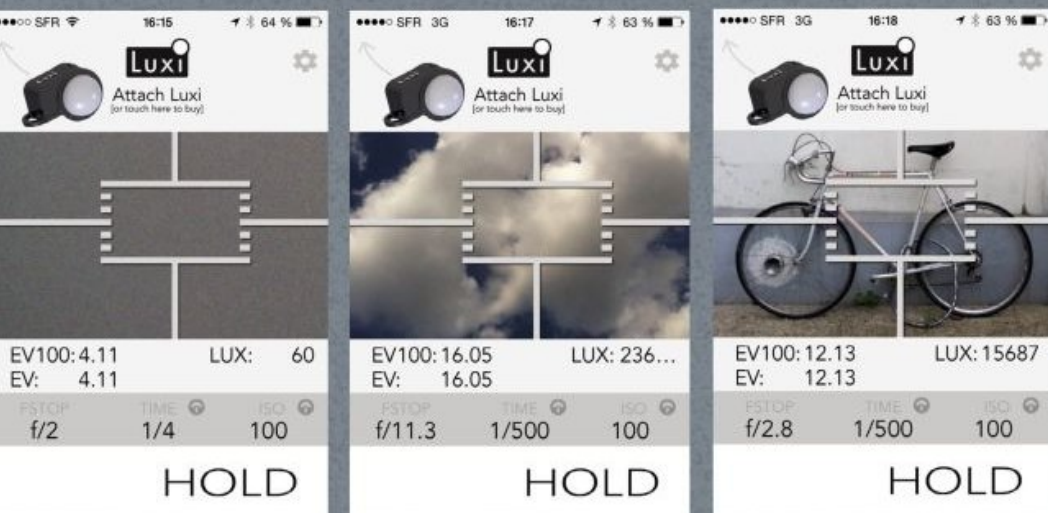 SFR 16:15 64 %
Luxi
Attach Luxi
[or touch here to buy]
EV100: 4.11 LUX: 60
EV: 4.11
FSTOP TIME ISO
f/2 1/4 100
HOLD
SFR 3G 16:17 63 %
Luxi
Attach Luxi
[or touch here to buy]
EV100: 16.05 LUX: 236...
EV: 16.05
FSTOP TIME ISO
f/11.3 1/500 100
HOLD
SFR 3G 16:18 63 %
Luxi
Attach Luxi
[or touch here to buy]
EV100: 12.13 LUX: 15687
EV: 12.13
FSTOP TIME ISO
f/2.8 1/500 100
HOLD